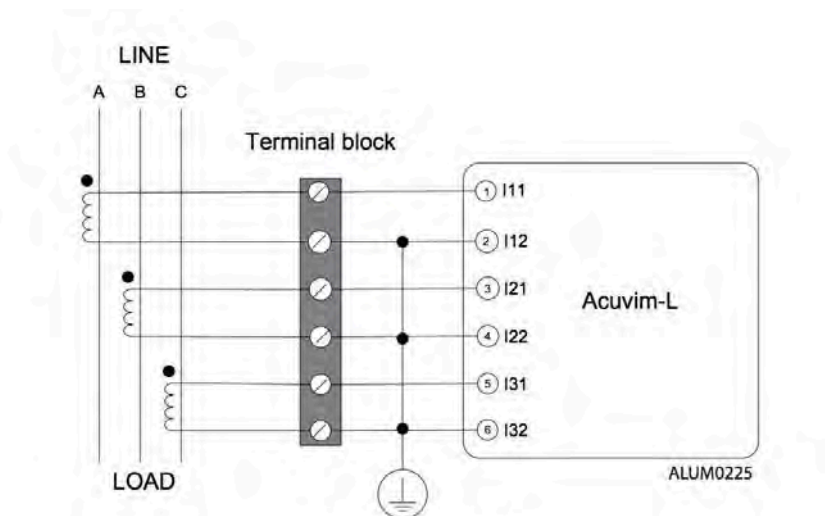 LINE
A B C
Terminal block
1 I11
2 I12
3 I21
4 I22
5 I31
6 I32
Acuvim-L
LOAD
ALUM0225